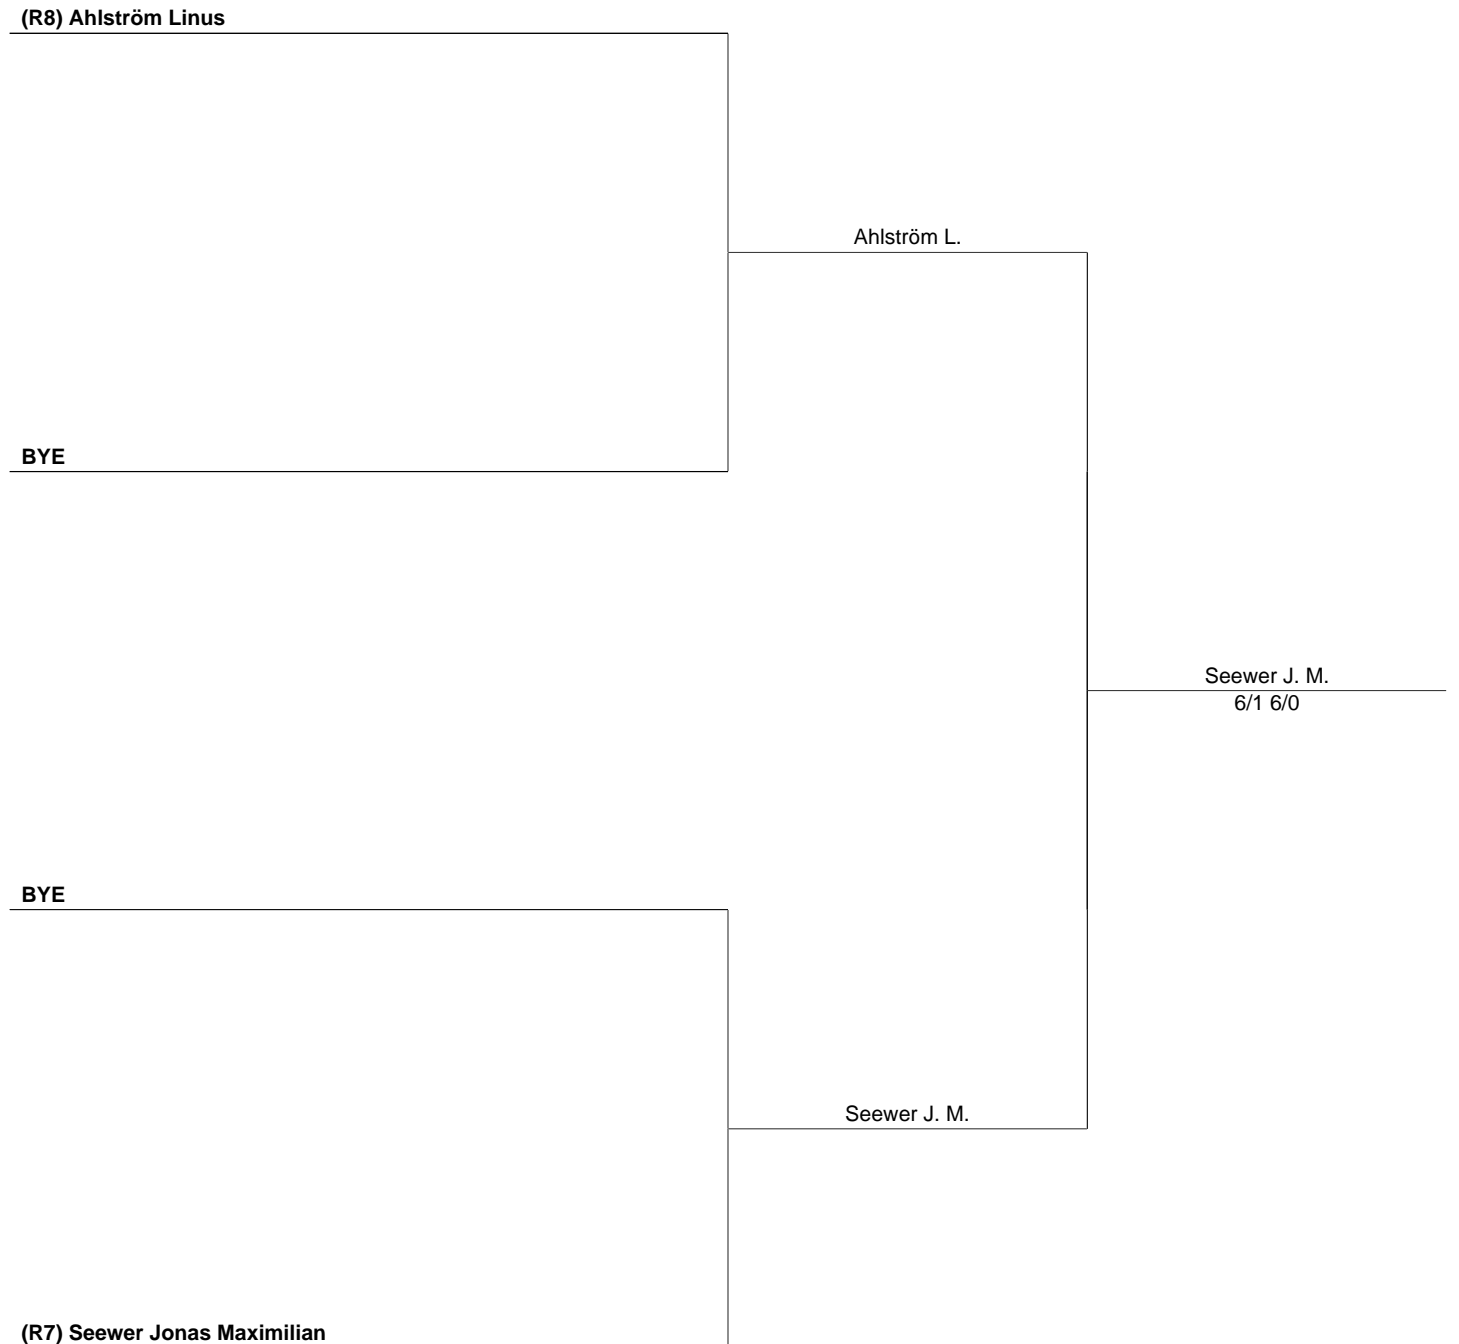 (R8) Ahlström Linus
Ahlström L.
BYE
Seewer J. M.
6/1 6/0
BYE
Seewer J. M.
(R7) Seewer Jonas Maximilian